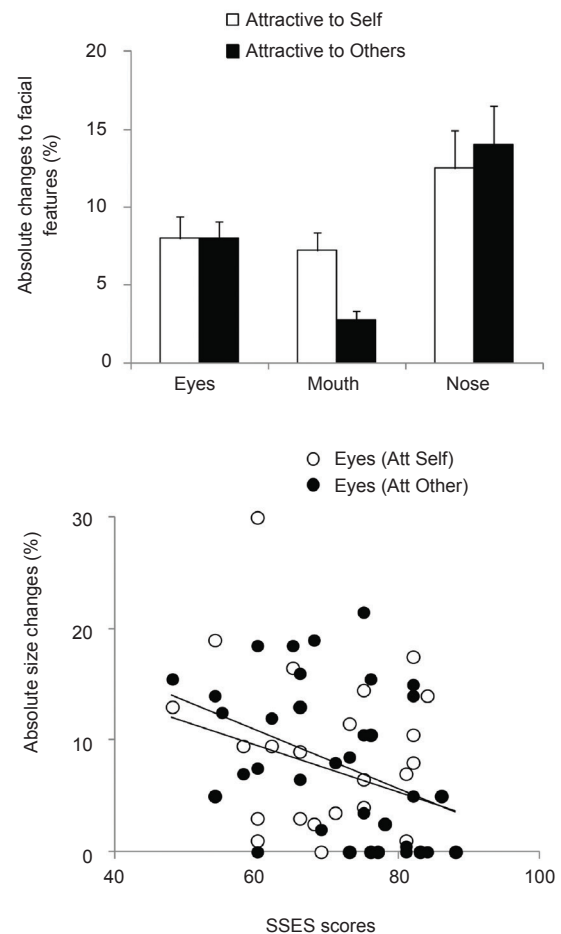 Attractive to Self
Attractive to Others
Absolute changes to facial
features (%)
20
15
10
5
0
Eyes Mouth Nose
Eyes (Att Self)
Eyes (Att Other)
Absolute size changes (%)
30
20
10
0
40 60 80 100
SSES scores